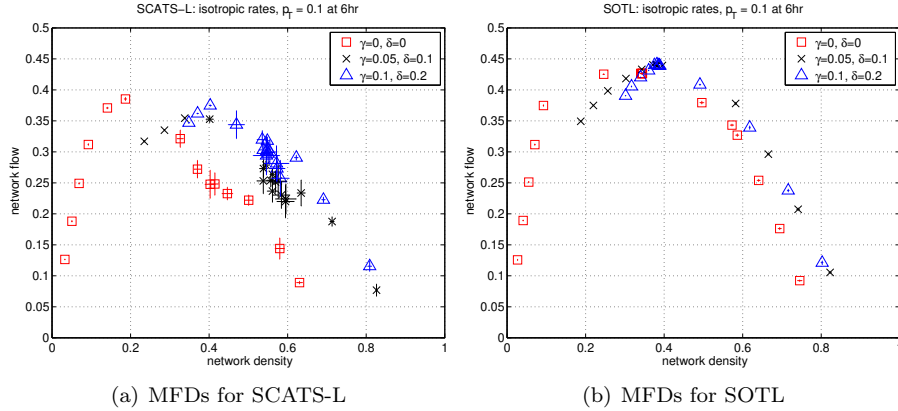 SCATS-L: isotropic rates, p_T = 0.1 at 6hr
0.5
0.45
0.4
0.35
0.3
0.25
0.2
0.15
0.1
0.05
0
network flow
γ=0, δ=0
γ=0.05, δ=0.1
γ=0.1, δ=0.2
0 0.2 0.4 0.6 0.8 1
network density
(a) MFDs for SCATS-L
SOTL: isotropic rates, p_T = 0.1 at 6hr
0.5
0.45
0.4
0.35
0.3
0.25
0.2
0.15
0.1
0.05
0
network flow
γ=0, δ=0
γ=0.05, δ=0.1
γ=0.1, δ=0.2
0 0.2 0.4 0.6 0.8 1
network density
(b) MFDs for SOTL